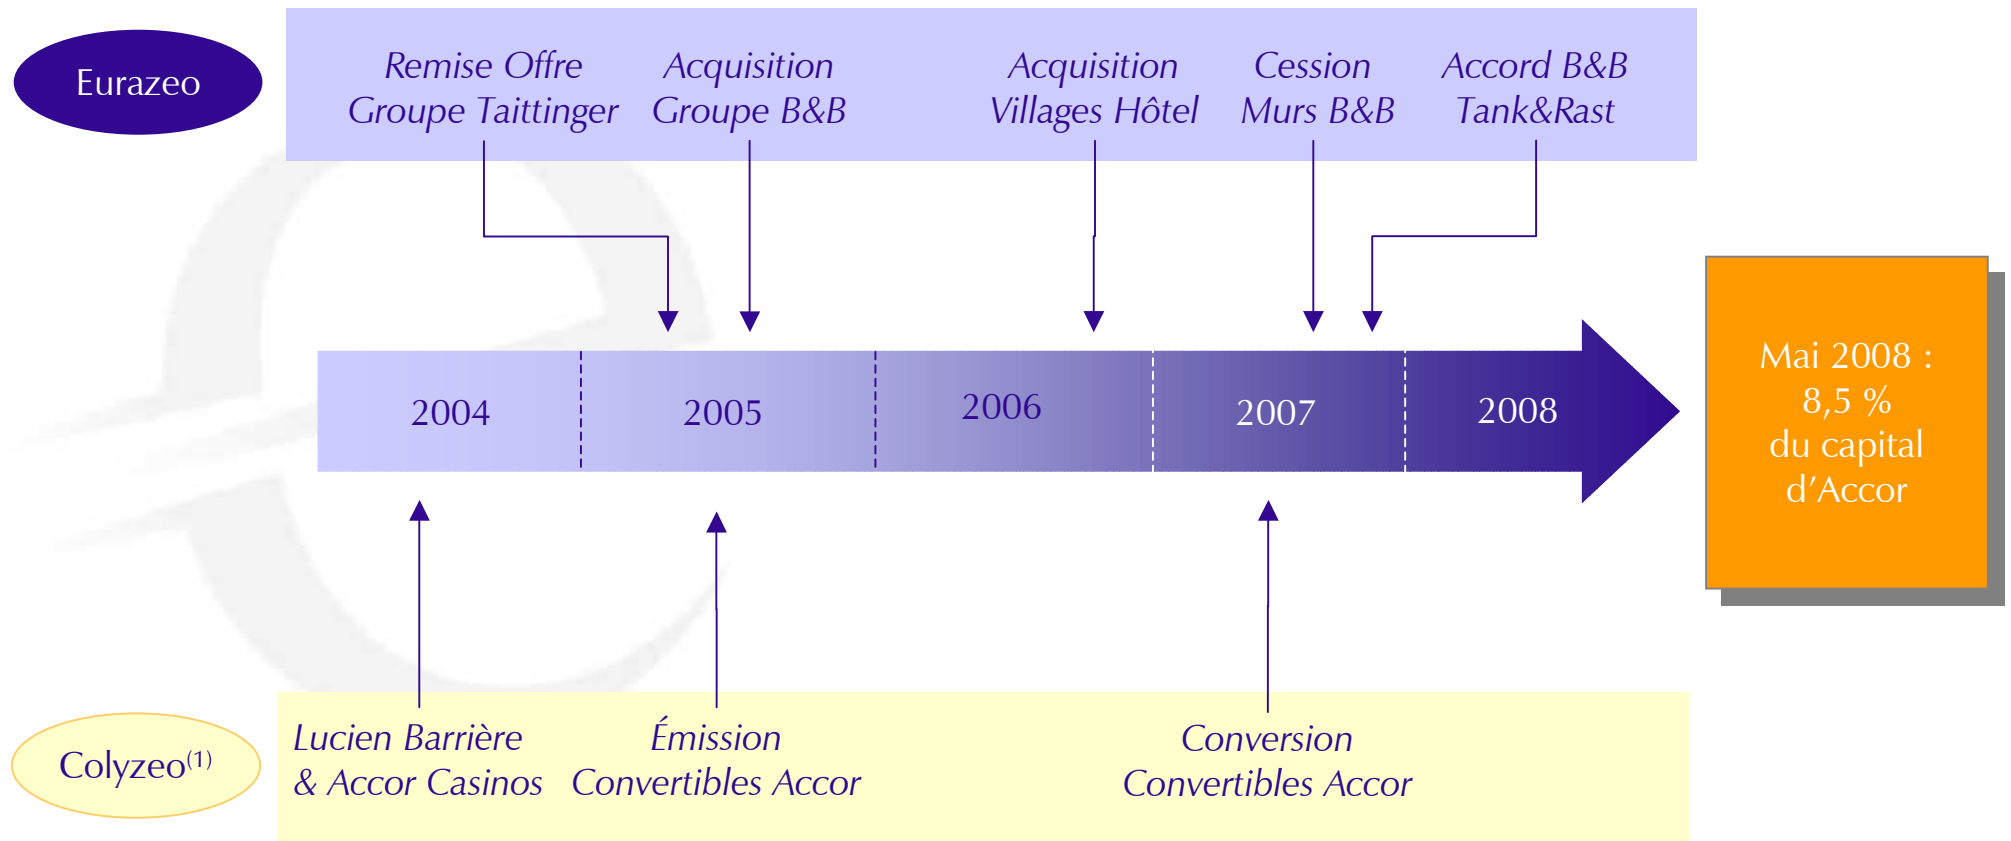 Eurazeo
Remise Offre
Groupe Taittinger
Acquisition
Groupe B&B
Acquisition
Villages Hôtel
Cession
Murs B&B
Accord B&B
Tank&Rast
2004
2005
2006
2007
2008
Mai 2008 :
8,5 %
du capital
d’Accor
Colyzeo(1)
Lucien Barrière
& Accor Casinos
Émission
Convertibles Accor
Conversion
Convertibles Accor